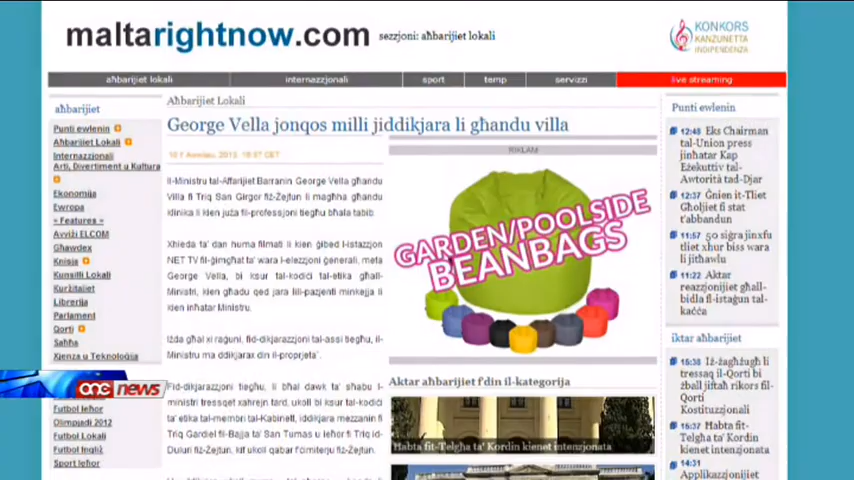 maltarightnow.com
sezzjoni: aħbarijiet lokali
KONKORS
KANZUNETTA
INDIPENDENZA
aħbarijiet lokali
internazzjonali
sport
temp
servizzi
live streaming
aħbarijiet
Punti ewlenin
Aħbarijiet Lokali
Internazzjonali
Arti, Divertiment u Kultura
Ekonomija
Ewropa
« Features »
Avviżi ELCOM
Għawdex
Knisja
Kunsilli Lokali
Kurżitajiet
Librerija
Parlament
Qorti
Saħħa
Xjenza u Teknoloġija
Futbol Ieħor
Olimpjadi 2012
Futbol Lokali
Futbol Ingliż
Sport Ieħor
one news
Aħbarijiet Lokali
George Vella jonqos milli jiddikjara li għandu villa
Il-Ministru tal-Affarijiet Barranin George Vella għandu
Villa fi Triq San Girgor fiż-Żejtun li magħha għandu
klinika li kien juża fil-professjoni tiegħu bħala tabib.
Xhieda ta' dan huma filmati li kien ġibed l-istazzjon
NET TV fil-ġimgħat ta' wara l-elezzjoni ġenerali, meta
George Vella, bi ksur tal-kodiċi tal-etika għall-
Ministri, kien għadu qed jara lill-pazjenti minkejja li
kien inħatar Ministru.
Iżda għal xi raġuni, fid-dikjarazzjoni tal-assi tiegħu, il-
Ministru ma ddikjarax din il-proprjeta'.
Fid-dikjarazzjoni tiegħu, li bħal dawk ta' sħabu l-
ministri tressqet xahrejn tard, ukoll bi ksur tal-kodiċi
ta' etika tal-membri tal-Kabinett, iddikjara mezzanin fi
Triq Gardiel fil-Bajja ta' San Tumas u ieħor fi Triq id-
Duluri fiż-Żejtun, kif ukoll qabar f'ċimiterju fiż-Żejtun.
RIKLAM
GARDEN/POOLSIDE
BEANBAGS
Aktar aħbarijiet f'din il-kategorija
Habta fit-Telgħa ta' Kordin kienet intenzjonata
Punti ewlenin
12:48 Eks Chairman
tal-Union press
jinħatar Kap
Eżekuttiv tal-
Awtorità tad-Djar
12:37 Ġnien it-Tliet
Għoljiet fi stat
t'abbandun
11:57 50 siġra jinxfu
tliet xhur biss wara
li jitħawlu
11:22 Aktar
reazzjonijiet għall-
bidla fl-istaġun tal-
kaċċa
iktar aħbarijiet
16:38 Iż-żagħżugħ li
tressaq il-Qorti bi
żball jitfaħ rikors fil-
Qorti
Kostituzzjonali
16:37 Habta fit-
Telgħa ta' Kordin
kienet intenzjonata
14:31
Applikazzjonijiet